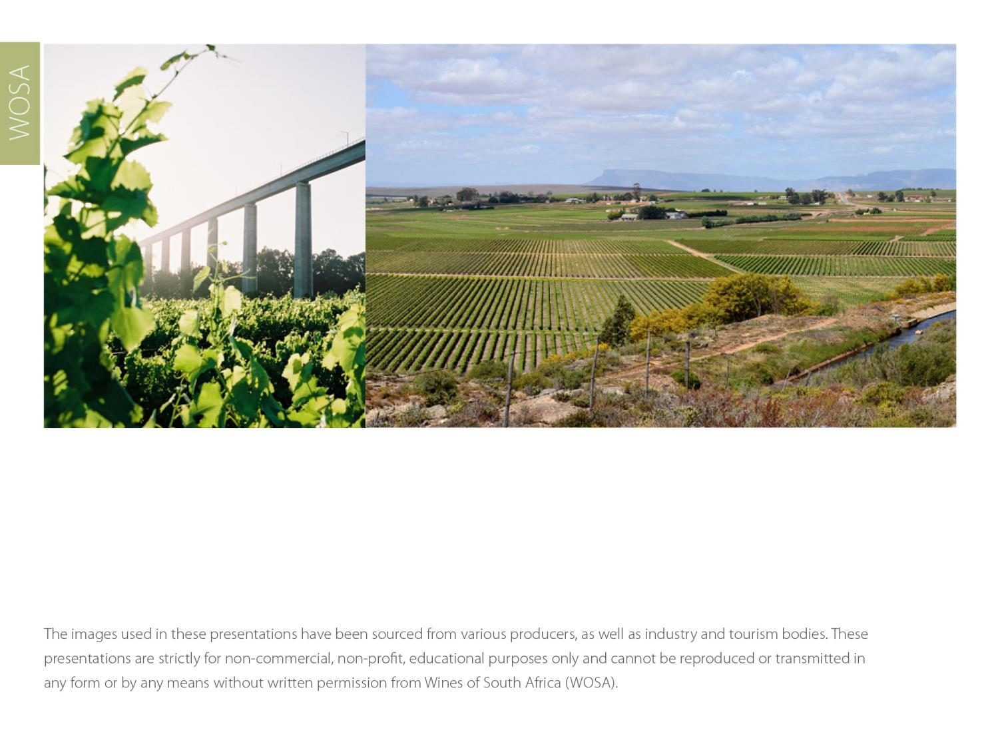 WOSA
The images used in these presentations have been sourced from various producers, as well as industry and tourism bodies. These
presentations are strictly for non-commercial, non-profit, educational purposes only and cannot be reproduced or transmitted in
any form or by any means without written permission from Wines of South Africa (WOSA).